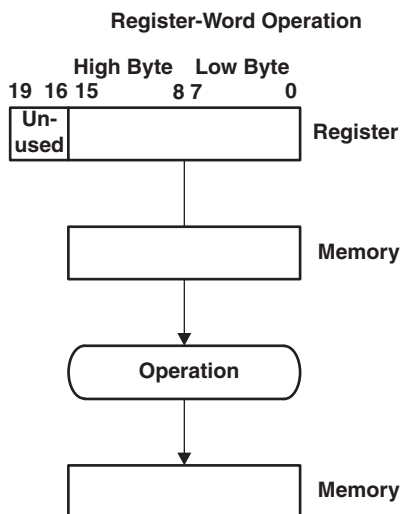 Register-Word Operation
High Byte Low Byte
19 16 15 8 7 0
Un-
used
Register
Memory
Operation
Memory